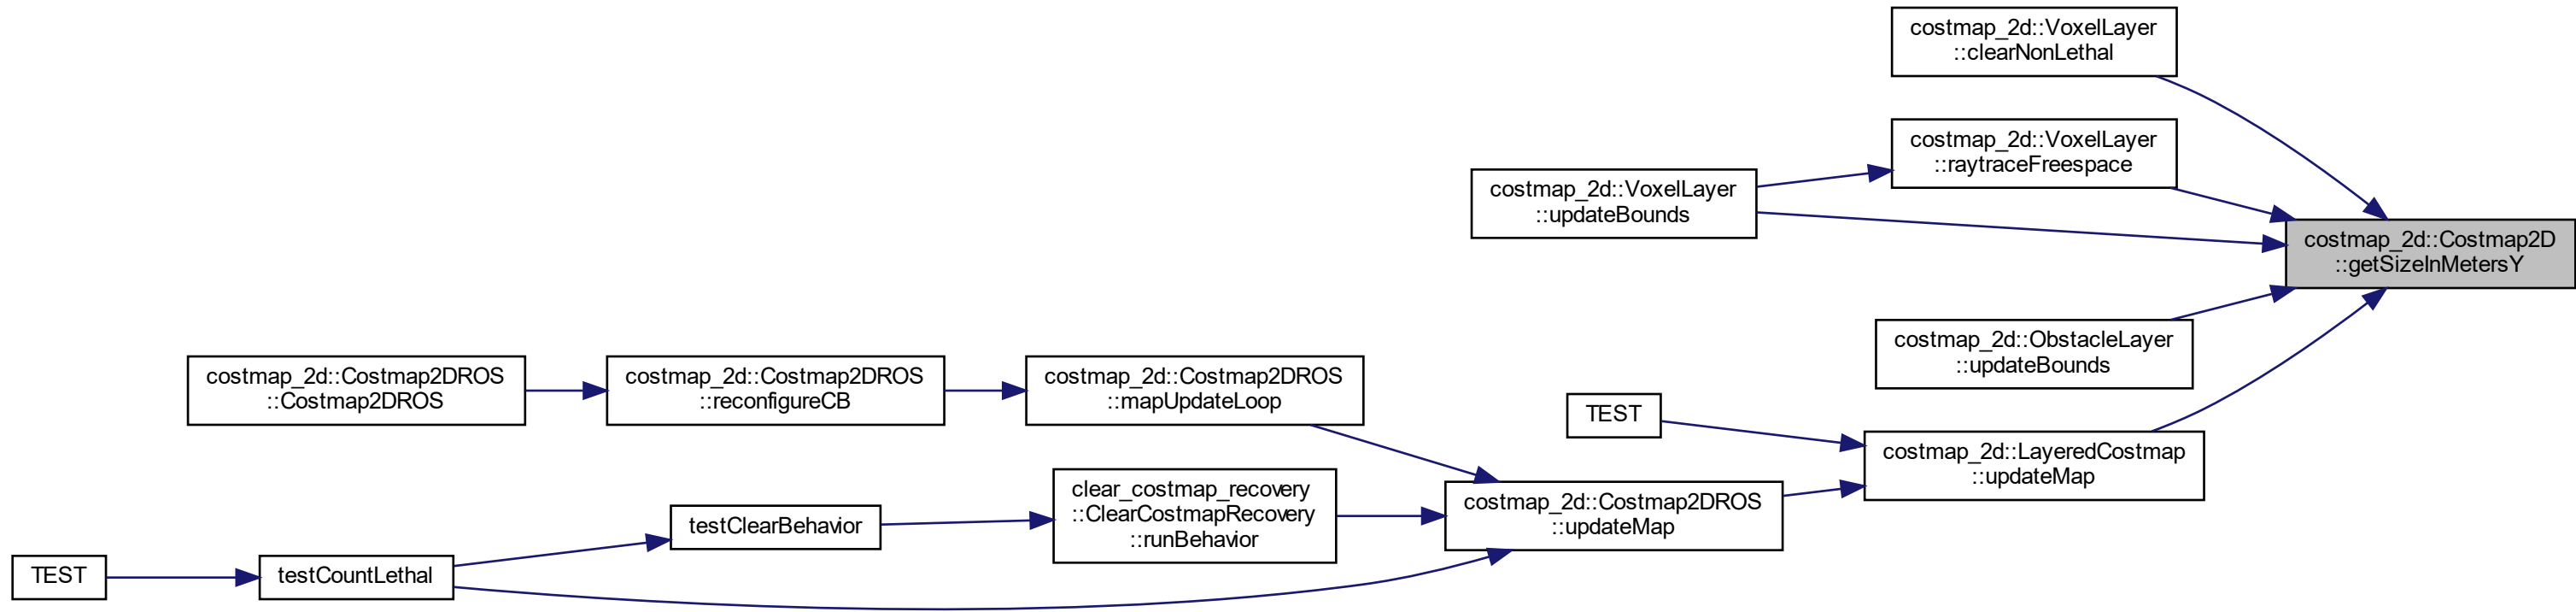 costmap_2d::VoxelLayer
::clearNonLethal
costmap_2d::VoxelLayer
::raytraceFreespace
costmap_2d::VoxelLayer
::updateBounds
costmap_2d::Costmap2D
::getSizeInMetersY
costmap_2d::ObstacleLayer
::updateBounds
costmap_2d::Costmap2DROS
::Costmap2DROS
costmap_2d::Costmap2DROS
::reconfigureCB
costmap_2d::Costmap2DROS
::mapUpdateLoop
TEST
costmap_2d::LayeredCostmap
::updateMap
clear_costmap_recovery
::ClearCostmapRecovery
::runBehavior
costmap_2d::Costmap2DROS
::updateMap
testClearBehavior
TEST
testCountLethal